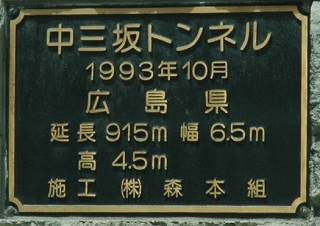 中三坂トンネル
1993年10月
広島県
延長 915m 幅 6.5m
高 4.5m
施工 ㈱ 森本組